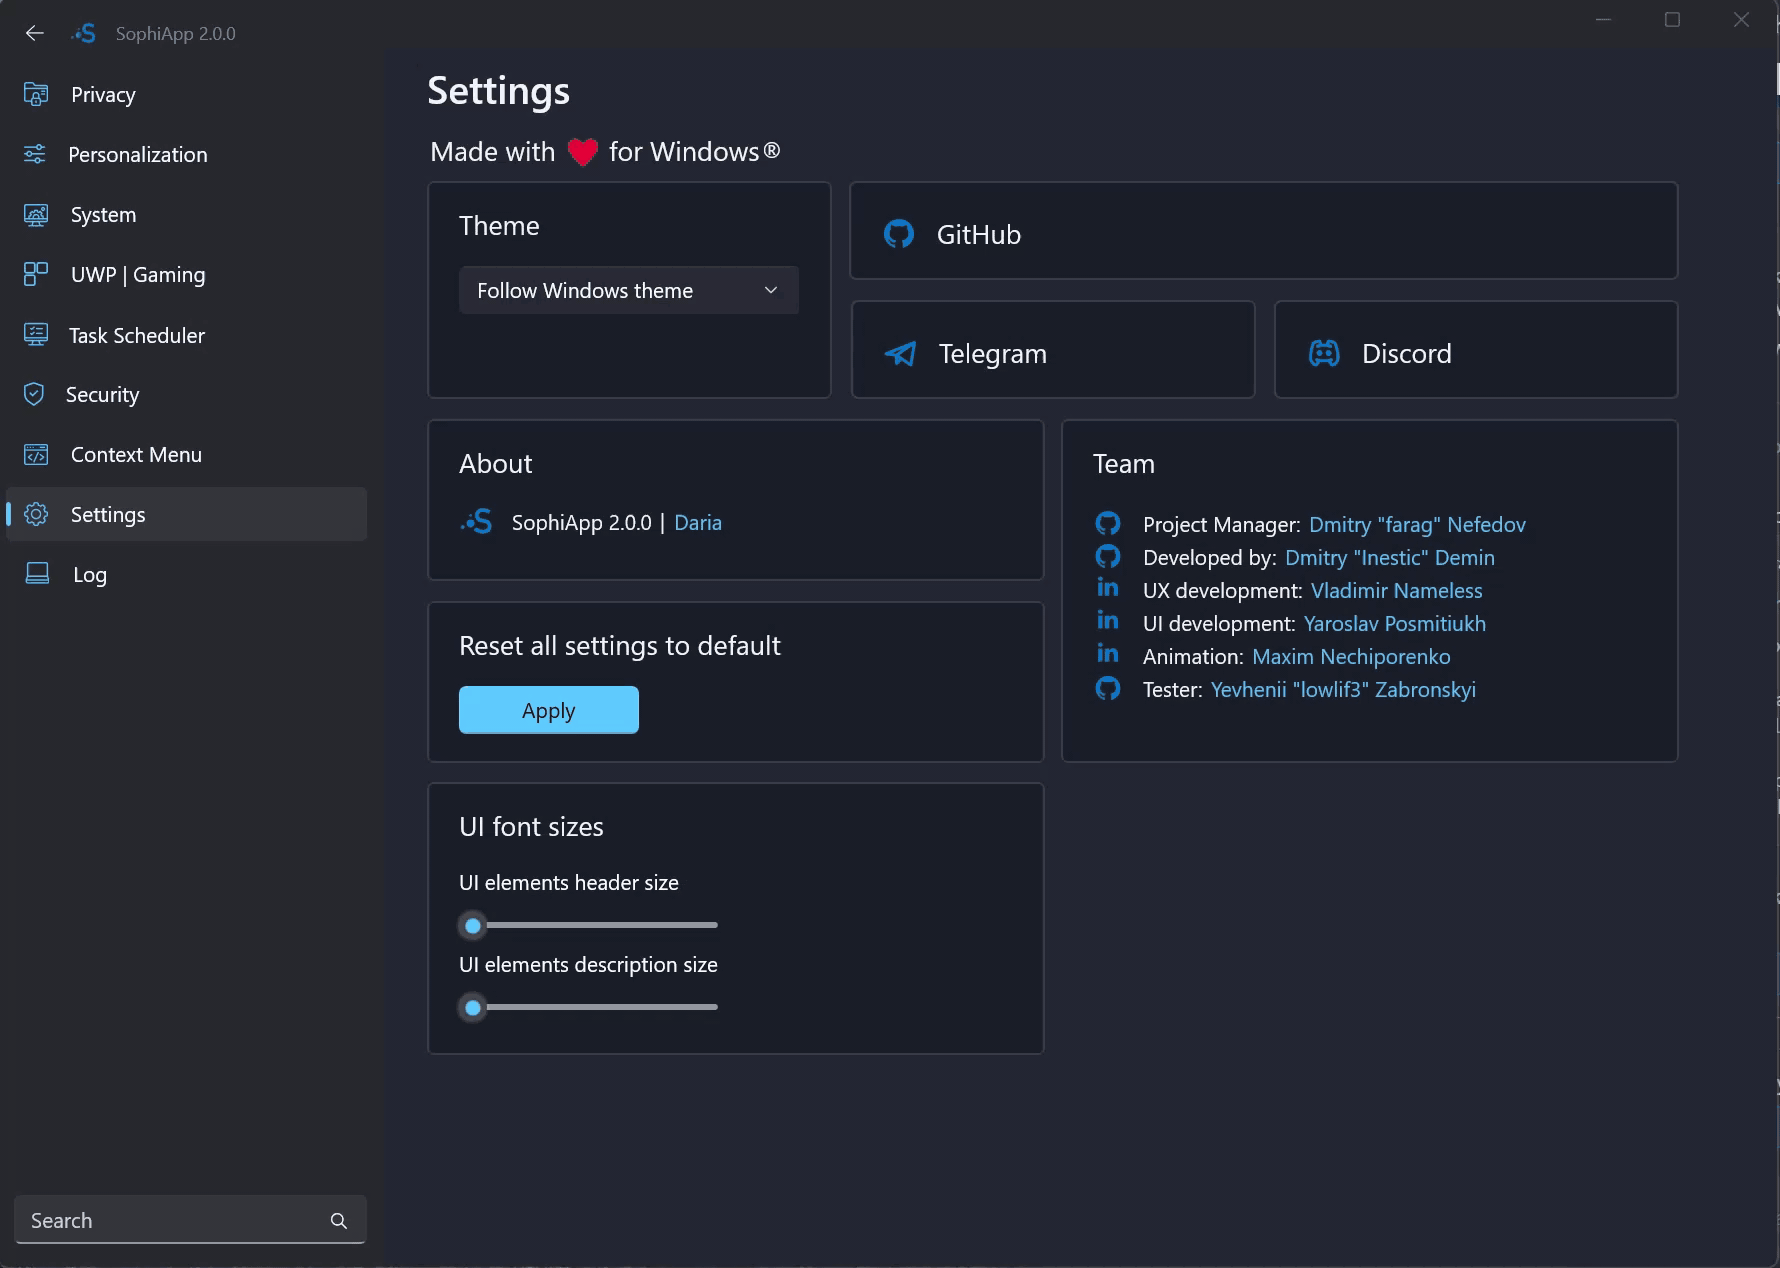 SophiApp 2.0.0
Privacy
Personalization
System
UWP | Gaming
Task Scheduler
Security
Context Menu
Settings
Log
Search
Settings
Made with ❤ for Windows®
Theme
Follow Windows theme
GitHub
Telegram
Discord
About
SophiApp 2.0.0 | Daria
Reset all settings to default
Apply
UI font sizes
UI elements header size
UI elements description size
Team
Project Manager: Dmitry "farag" Nefedov
Developed by: Dmitry "Inestic" Demin
UX development: Vladimir Nameless
UI development: Yaroslav Posmitiukh
Animation: Maxim Nechiporenko
Tester: Yevhenii "lowlif3" Zabronskyi